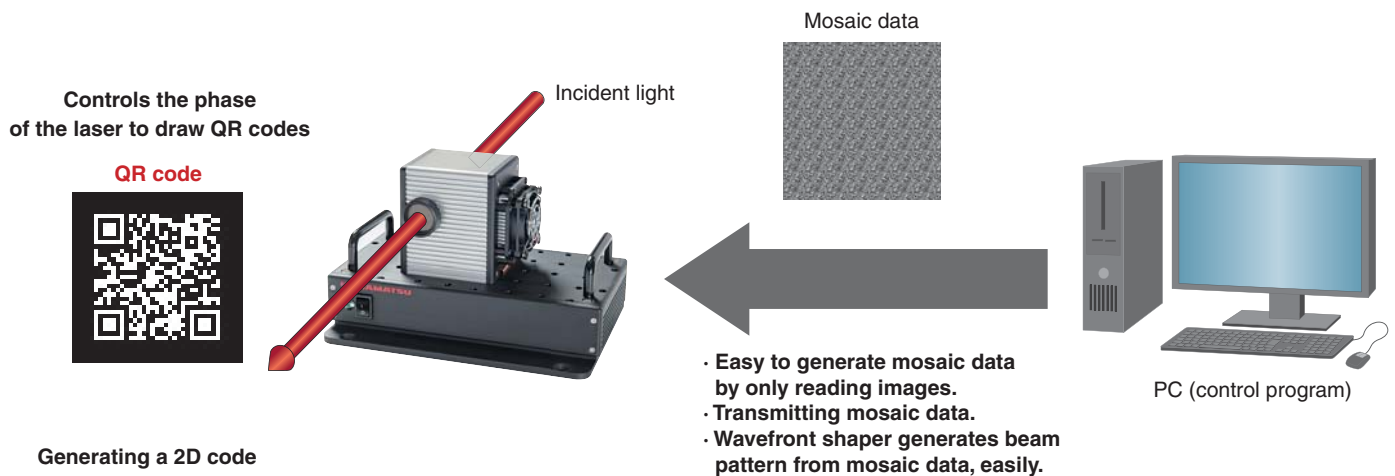 Mosaic data
Incident light
Controls the phase
of the laser to draw QR codes
QR code
AMATSU
· Easy to generate mosaic data
by only reading images.
· Transmitting mosaic data.
· Wavefront shaper generates beam
pattern from mosaic data, easily.
PC (control program)
Generating a 2D code